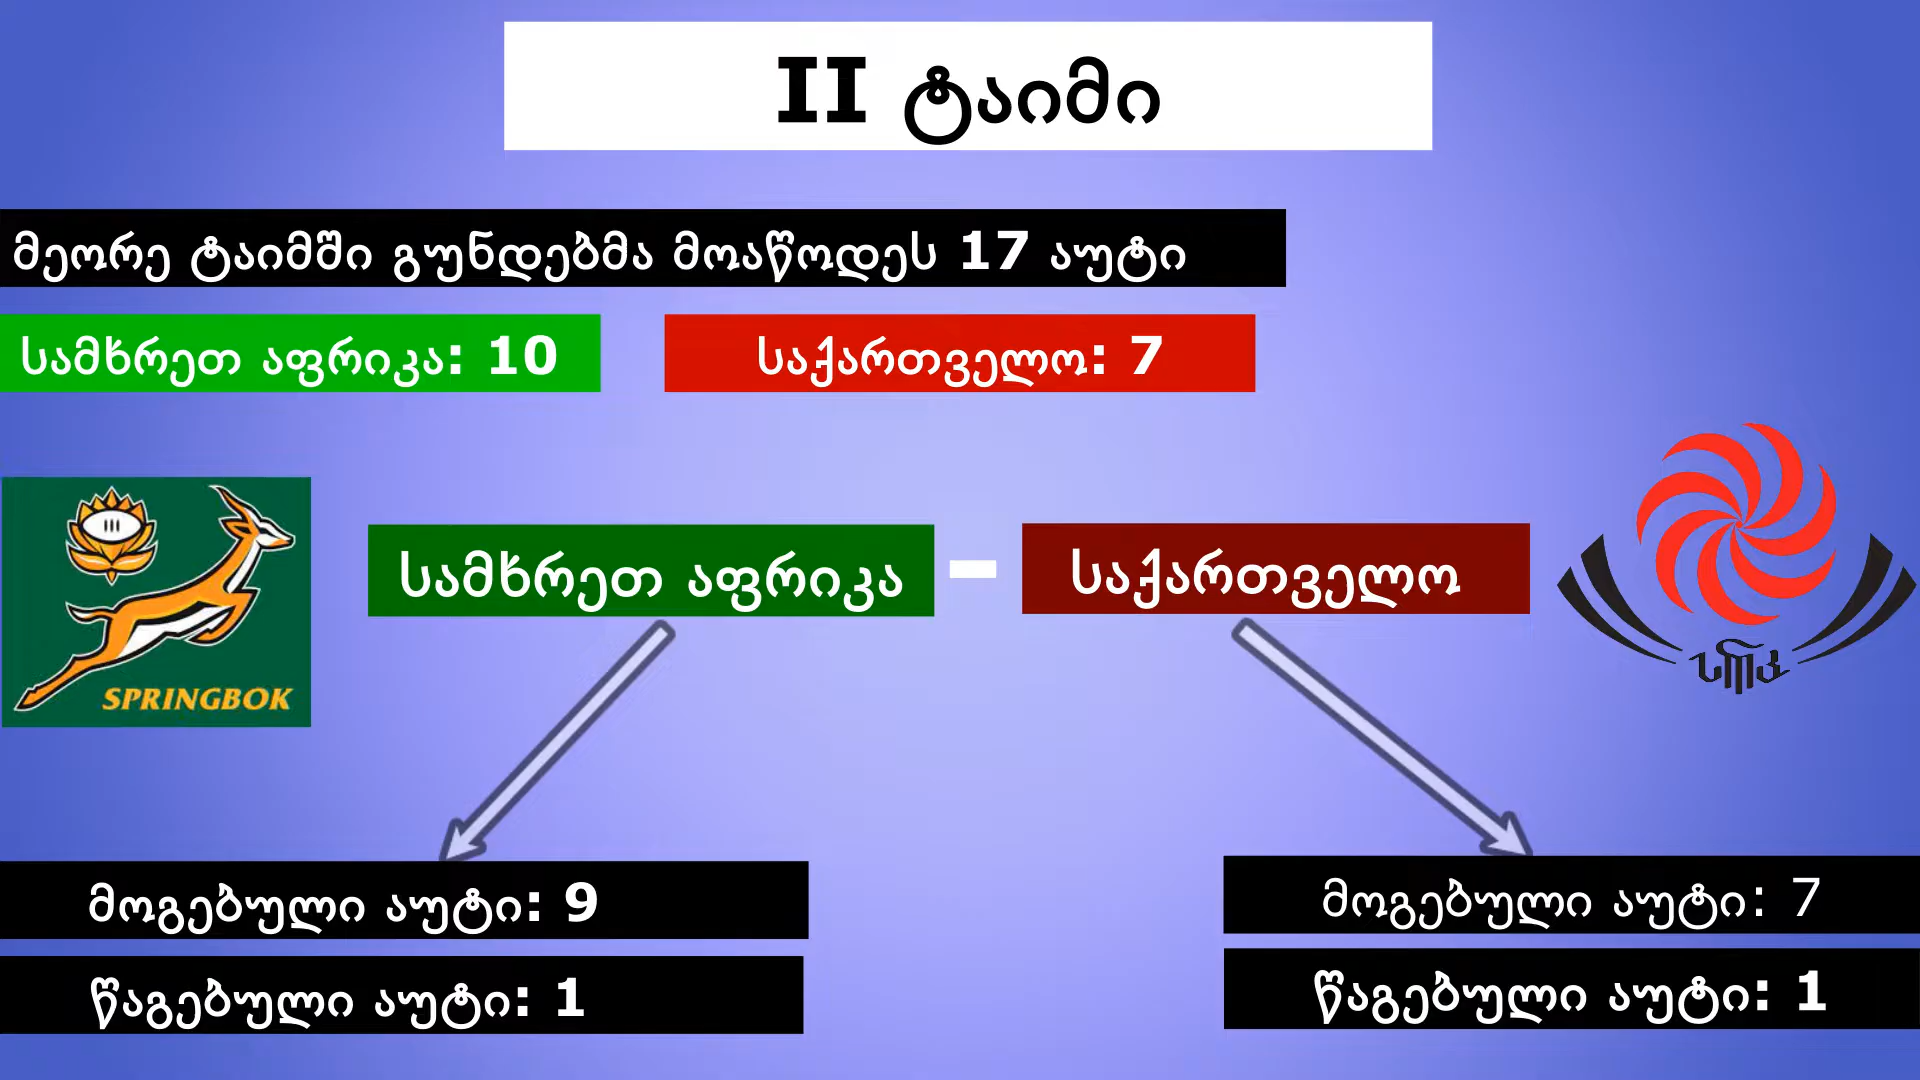 II ტაიმი
მეორე ტაიმში გუნდებმა მოაწოდეს 17 აუტი
სამხრეთ აფრიკა: 10
საქართველო: 7
SPRINGBOK
სამხრეთ აფრიკა - საქართველო
მოგებული აუტი: 9
მოგებული აუტი: 7
წაგებული აუტი: 1
წაგებული აუტი: 1